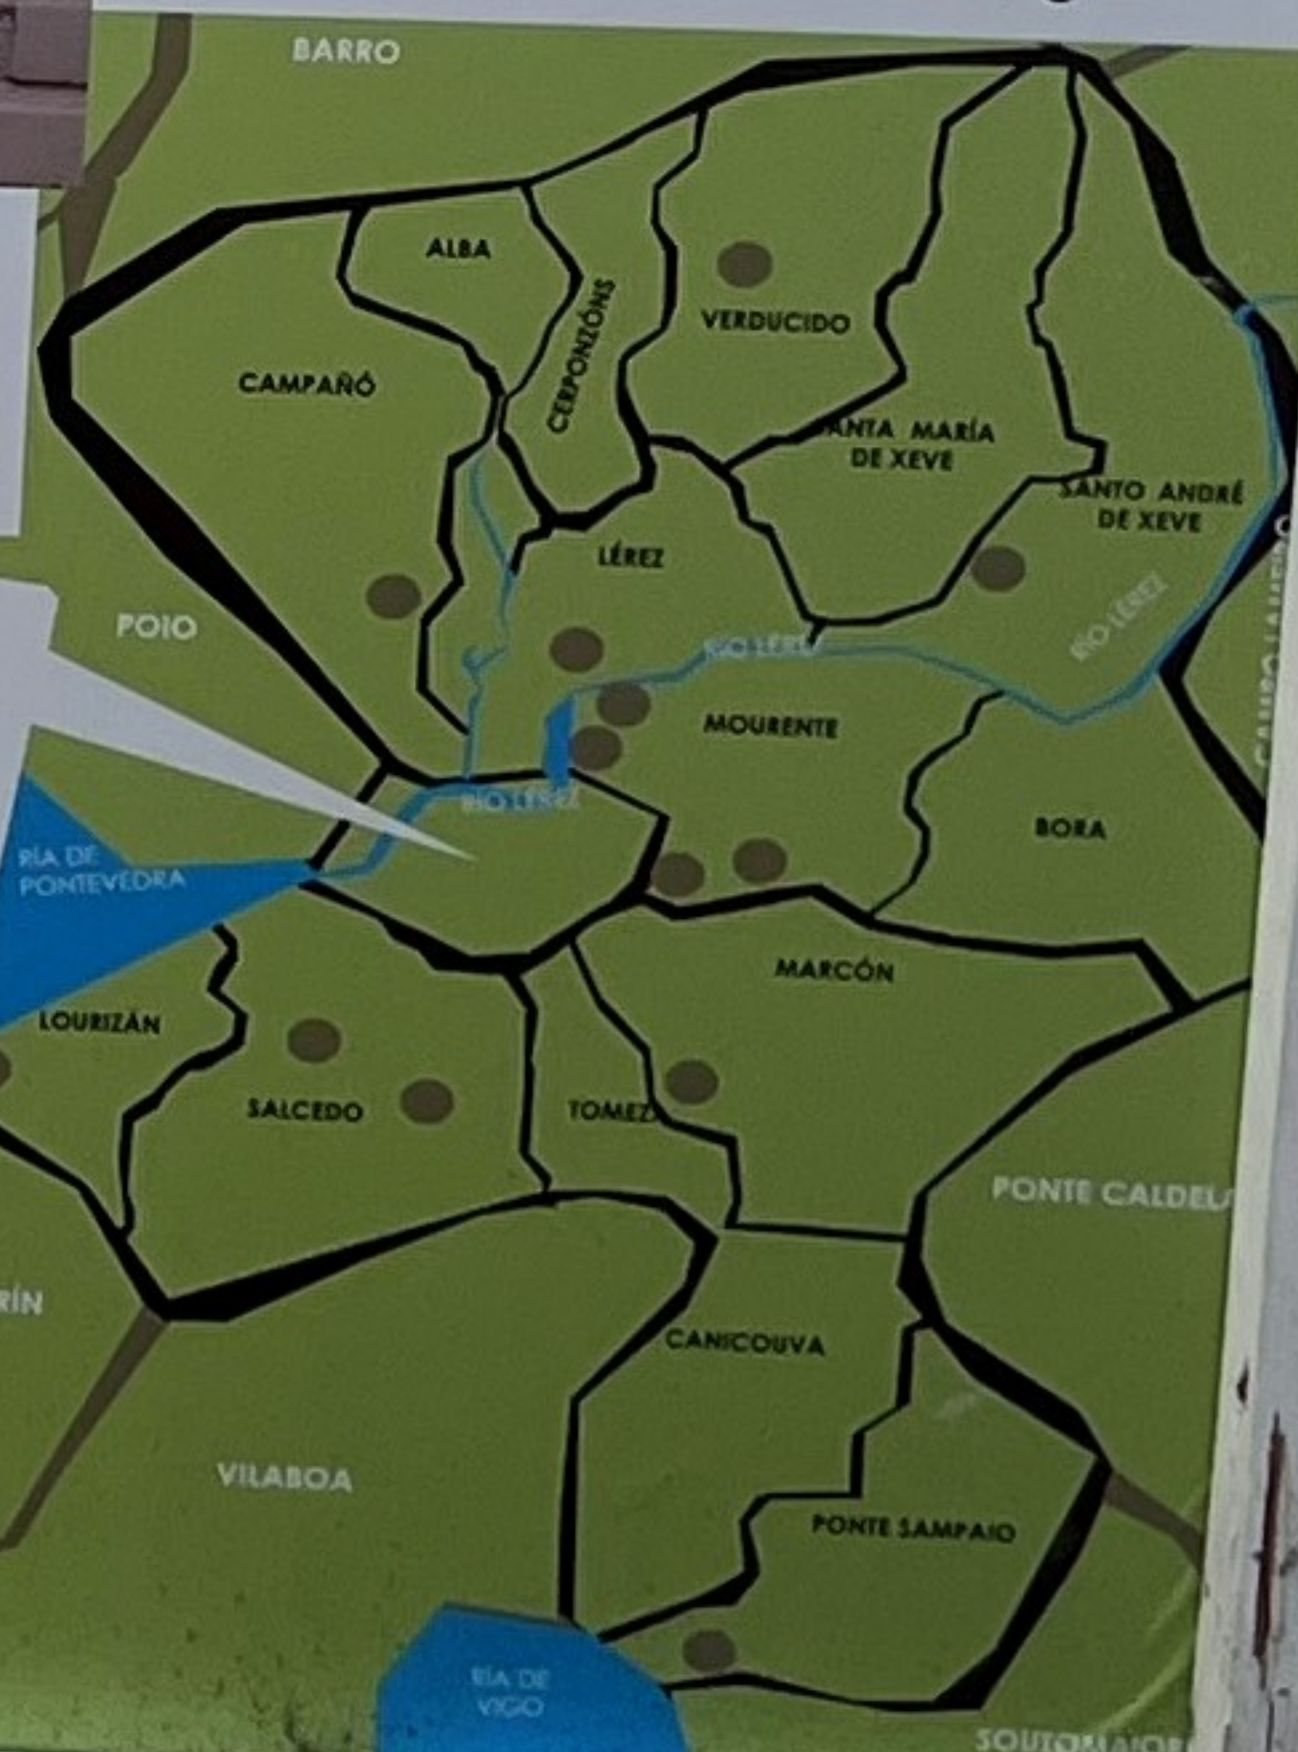 BARRO
ALBA
CERPONZÓNS
VERDUCIDO
CAMPAÑÓ
ANTA MARÍA
DE XEVE
SANTO ANDRÉ
DE XEVE
LÉREZ
POIO
RÍO LÉREZ
RÍO LÉREZ
MOURENTE
RÍO LÉREZ
BORA
RÍA DE
PONTEVEDRA
MARCÓN
LOURIZÁN
SALCEDO
TOMEZA
PONTE CALDELA
RÍN
CANICOUVA
VILABOA
PONTE SAMPAIO
RÍA DE
VIGO
SOUTOMAIOR